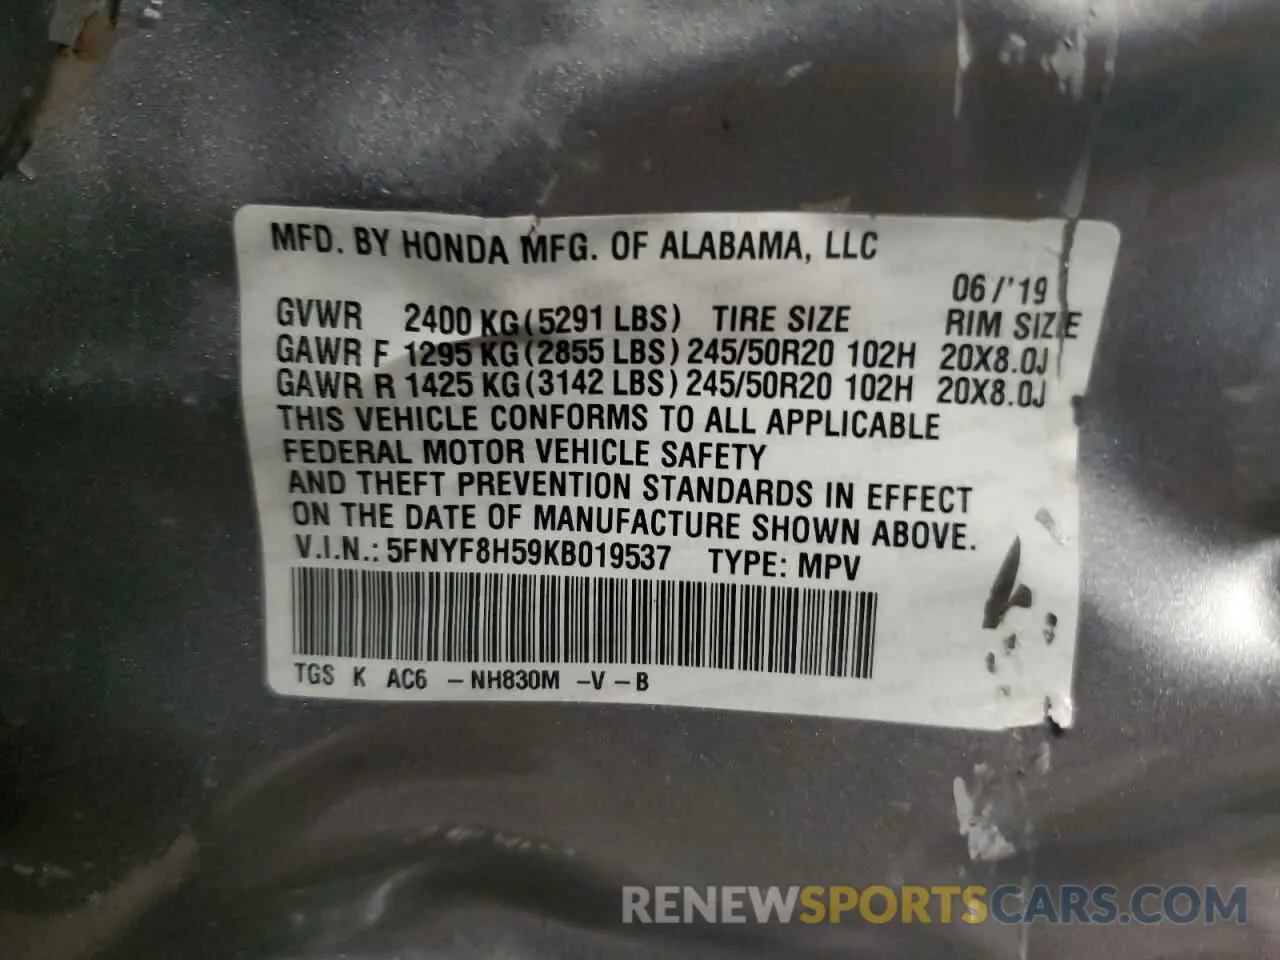 MFD. BY HONDA MFG. OF ALABAMA, LLC
06/'19
GVWR 2400 KG (5291 LBS) TIRE SIZE RIM SIZE
GAWR F 1295 KG (2855 LBS) 245/50R20 102H 20X8.0J
GAWR R 1425 KG (3142 LBS) 245/50R20 102H 20X8.0J
THIS VEHICLE CONFORMS TO ALL APPLICABLE
FEDERAL MOTOR VEHICLE SAFETY
AND THEFT PREVENTION STANDARDS IN EFFECT
ON THE DATE OF MANUFACTURE SHOWN ABOVE.
V.I.N.: 5FNYF8H59KB019537 TYPE: MPV
TGS K AC6 -NH830M -V -B
RENEWSPORTSCARS.COM